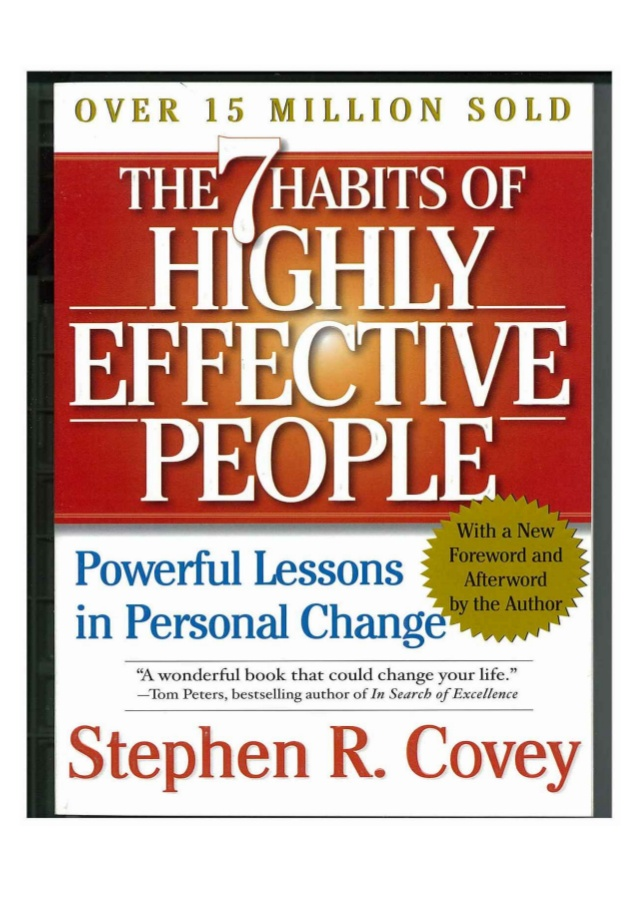 OVER 15 MILLION SOLD
THE 7 HABITS OF
HIGHLY
EFFECTIVE
PEOPLE
With a New
Foreword and
Afterword
by the Author
Powerful Lessons
in Personal Change
“A wonderful book that could change your life.”
—Tom Peters, bestselling author of In Search of Excellence
Stephen R. Covey